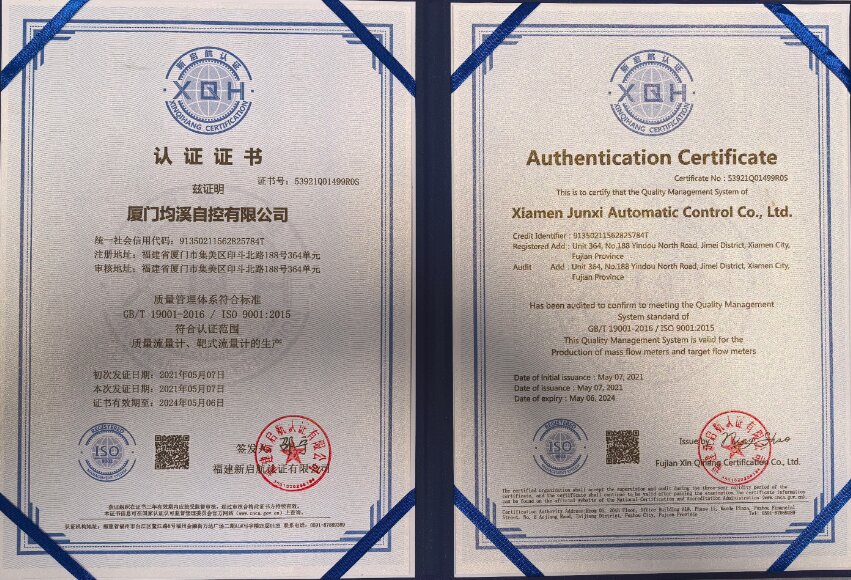 新启航认证
XQH
XINQIHANG CERTIFICATION
认证证书
证书号：53921Q01499R0S
兹证明
厦门均溪自控有限公司
统一社会信用代码：91350211562825784T
注册地址：福建省厦门市集美区印斗北路188号364单元
审核地址：福建省厦门市集美区印斗北路188号364单元
质量管理体系符合标准
GB/T 19001-2016 / ISO 9001:2015
符合认证范围
质量流量计、靶式流量计的生产
初次发证日期：2021年05月07日
本次发证日期：2021年05月07日
证书有效期至：2024年05月06日
REGISTERED
ISO
签发人
福建新启航认证有限公司
新启航认证
XQH
XINQIHANG CERTIFICATION
Authentication Certificate
Certificate No : 53921Q01499R0S
This is to certify that the Quality Management System of
Xiamen Junxi Automatic Control Co., Ltd.
Credit Identifier : 91350211562825784T
Registered Add : Unit 364, No.188 Yindou North Road, Jimei District, Xiamen City,
Fujian Province
Audit Add : Unit 364, No.188 Yindou North Road, Jimei District, Xiamen City,
Fujian Province
Has been audited to confirm to meeting the Quality Management
System standard of
GB/T 19001-2016 / ISO 9001:2015
This Quality Management System is valid for the
Production of mass flow meters and target flow meters
Date of initial issuance : May 07, 2021
Date of issuance : May 07, 2021
Date of expiry : May 06, 2024
REGISTERED
ISO
Issue by
Fujian Xin Qihang Certification Co., Ltd.